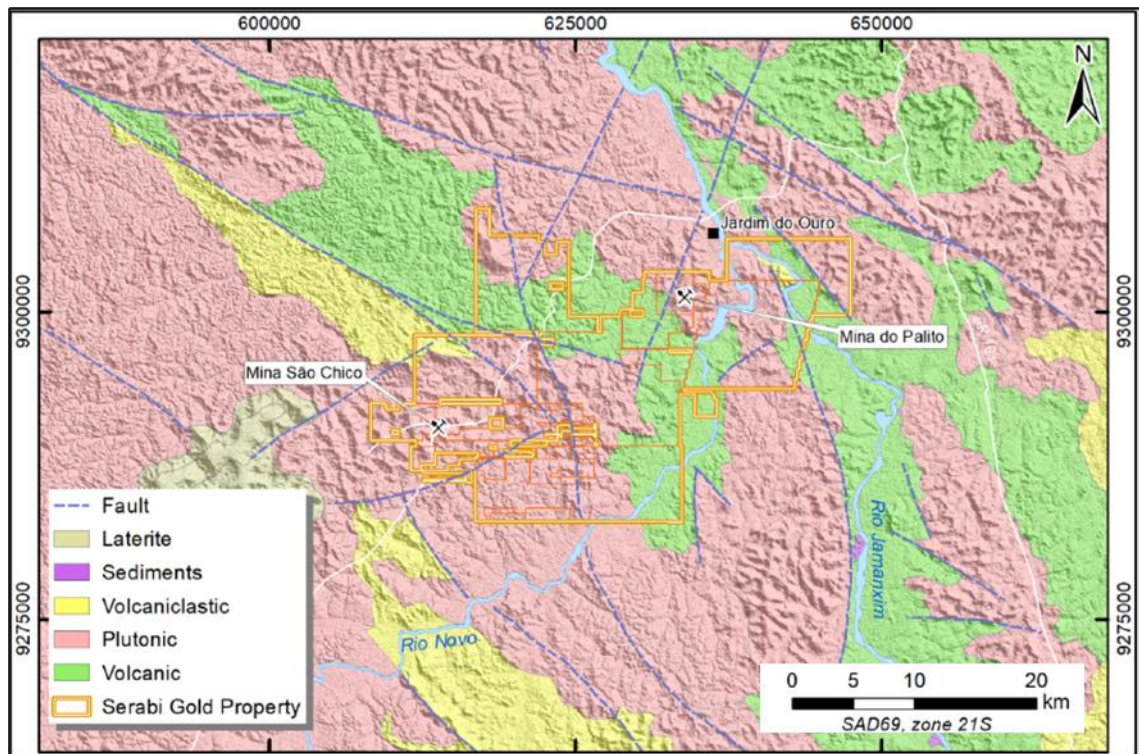 600000
625000
650000
N
Jardim do Ouro
9300000
9300000
Mina do Palito
Mina São Chico
Fault
Laterite
Sediments
Volcaniclastic
Plutonic
Volcanic
Serabi Gold Property
Rio Jamanxim
Rio Novo
9275000
9275000
0 5 10 20
km
SAD69, zone 21S